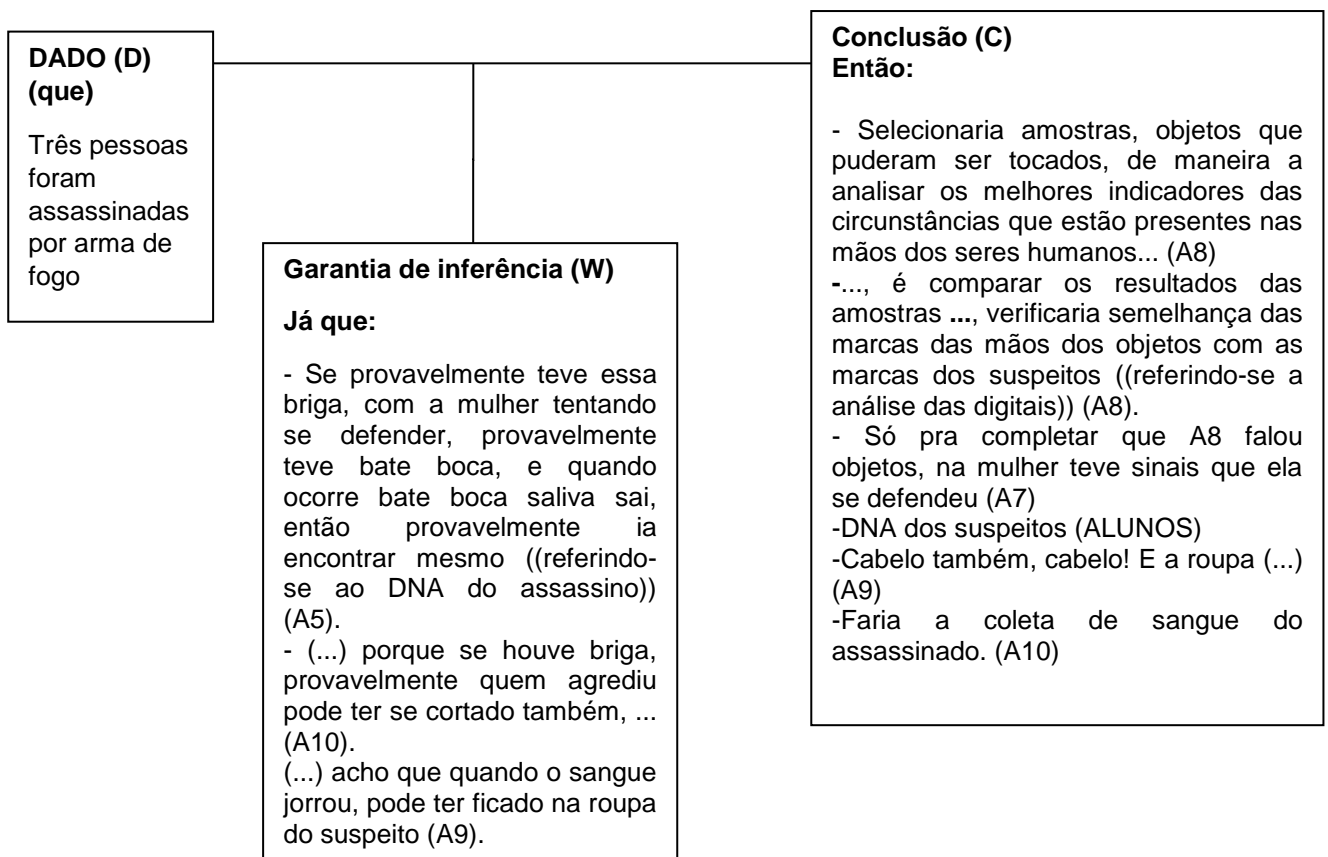 DADO (D)
(que)
Três pessoas
foram
assassinadas
por arma de
fogo
Garantia de inferência (W)
Já que:
- Se provavelmente teve essa
briga, com a mulher tentando
se defender, provavelmente
teve bate boca, e quando
ocorre bate boca saliva sai,
então provavelmente ia
encontrar mesmo ((referindo-
se ao DNA do assassino))
(A5).
- (...) porque se houve briga,
provavelmente quem agrediu
pode ter se cortado também, ...
(A10).
(...) acho que quando o sangue
jorrou, pode ter ficado na roupa
do suspeito (A9).
Conclusão (C)
Então:
- Selecionaria amostras, objetos que
puderam ser tocados, de maneira a
analisar os melhores indicadores das
circunstâncias que estão presentes nas
mãos dos seres humanos... (A8)
-..., é comparar os resultados das
amostras ..., verificaria semelhança das
marcas das mãos dos objetos com as
marcas dos suspeitos ((referindo-se a
análise das digitais)) (A8).
- Só pra completar que A8 falou
objetos, na mulher teve sinais que ela
se defendeu (A7)
-DNA dos suspeitos (ALUNOS)
-Cabelo também, cabelo! E a roupa (...)
(A9)
-Faria a coleta de sangue do
assassinado. (A10)